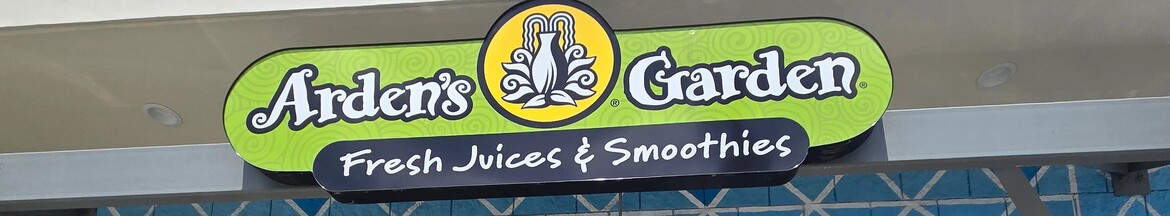 Arden's ® Garden ®
Fresh Juices & Smoothies